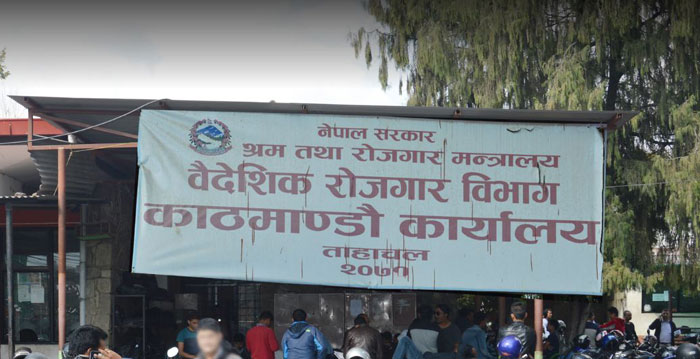 नेपाल सरकार
श्रम तथा रोजगार मन्त्रालय
वैदेशिक रोजगार विभाग
काठमाण्डौ कार्यालय
ताहाचल
२०७१